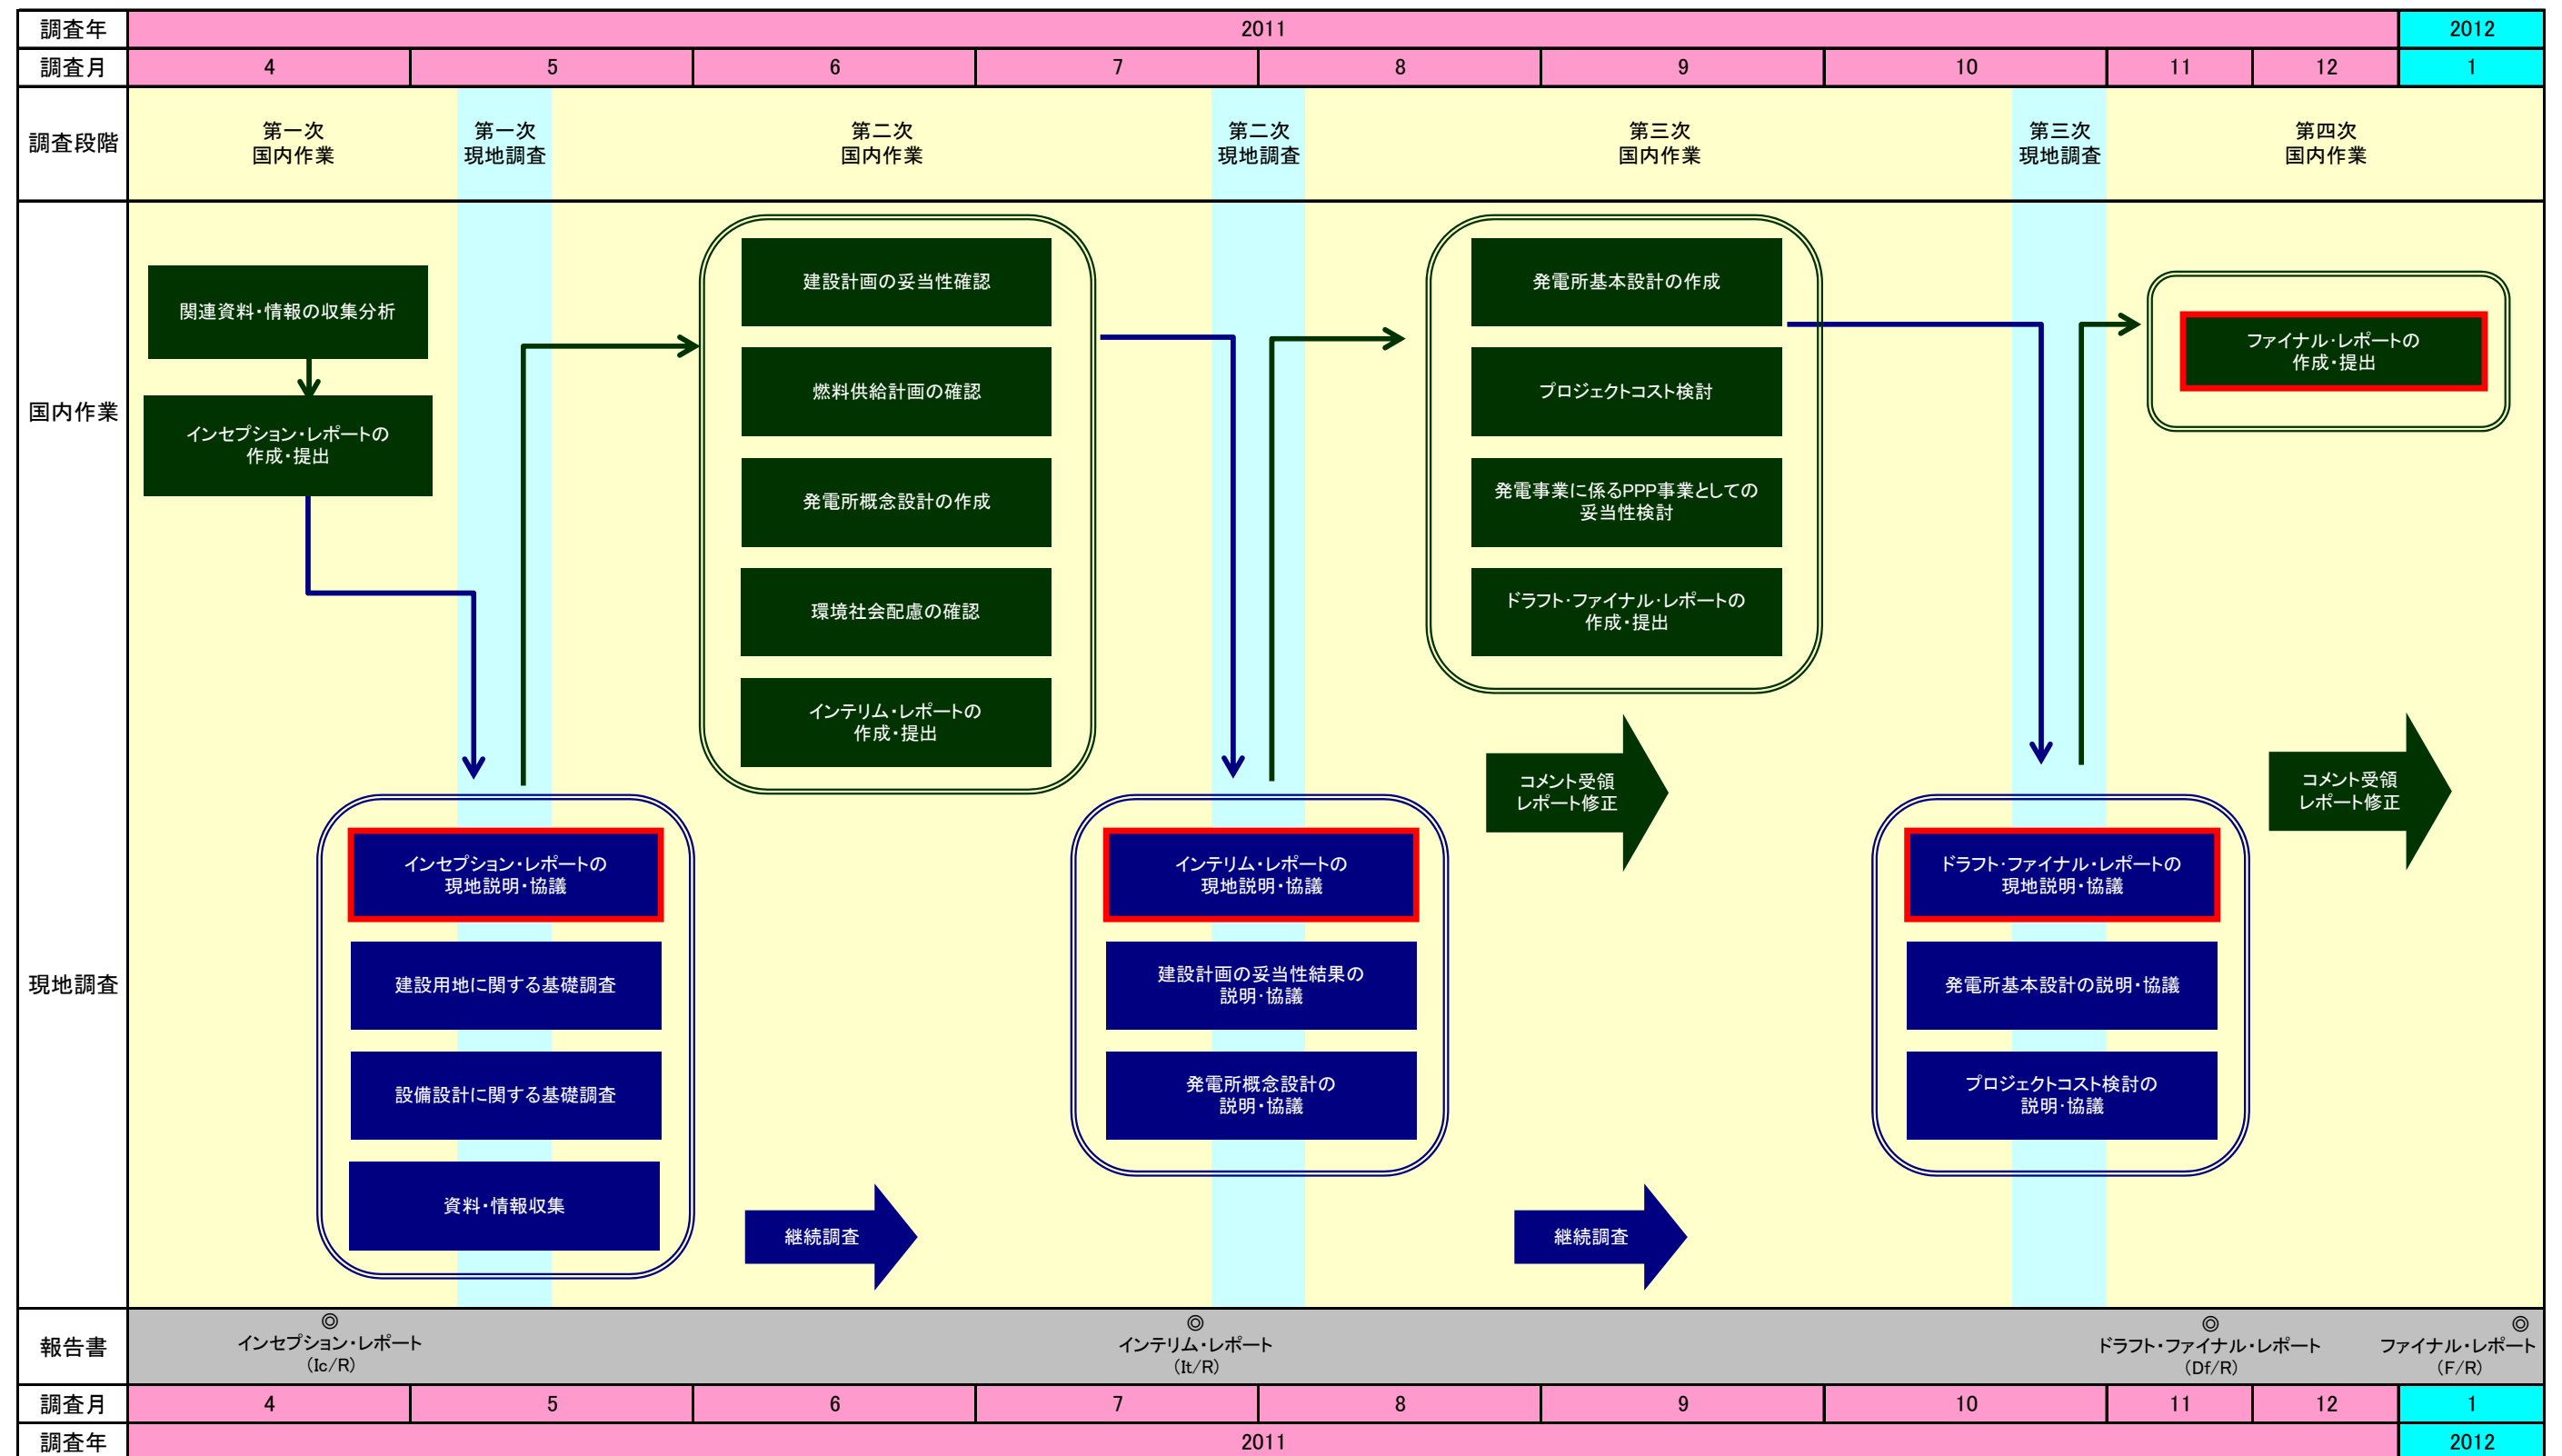 調査年
2011
2012
調査月
4
5
6
7
8
9
10
11
12
1
調査段階
第一次
国内作業
第一次
現地調査
第二次
国内作業
第二次
現地調査
第三次
国内作業
第三次
現地調査
第四次
国内作業
国内作業
関連資料・情報の収集分析
インセプション・レポートの
作成・提出
建設計画の妥当性確認
燃料供給計画の確認
発電所概念設計の作成
環境社会配慮の確認
インテリム・レポートの
作成・提出
発電所基本設計の作成
プロジェクトコスト検討
発電事業に係るPPP事業としての
妥当性検討
ドラフト・ファイナル・レポートの
作成・提出
ファイナル・レポートの
作成・提出
コメント受領
レポート修正
コメント受領
レポート修正
現地調査
インセプション・レポートの
現地説明・協議
建設用地に関する基礎調査
設備設計に関する基礎調査
資料・情報収集
継続調査
インテリム・レポートの
現地説明・協議
建設計画の妥当性結果の
説明・協議
発電所概念設計の
説明・協議
継続調査
ドラフト・ファイナル・レポートの
現地説明・協議
発電所基本設計の説明・協議
プロジェクトコスト検討の
説明・協議
報告書
◎
インセプション・レポート
(Ic/R)
◎
インテリム・レポート
(It/R)
◎
ドラフト・ファイナル・レポート
(Df/R)
◎
ファイナル・レポート
(F/R)
調査月
4
5
6
7
8
9
10
11
12
1
調査年
2011
2012